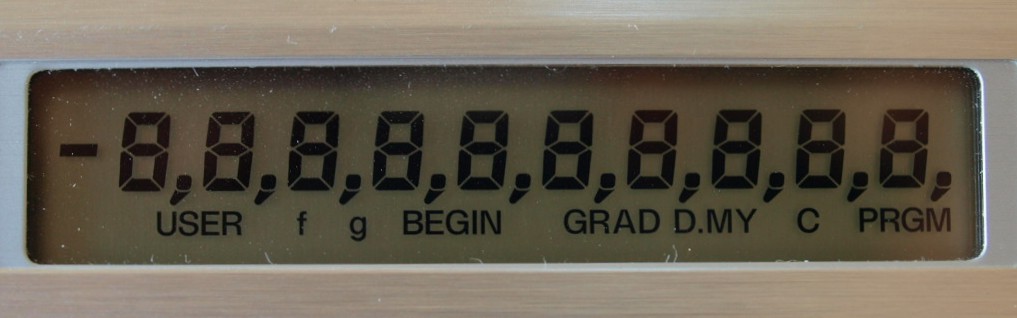 -8,8,8,8,8,8,8,8,8,8,
USER f g BEGIN GRAD D.MY C PRGM